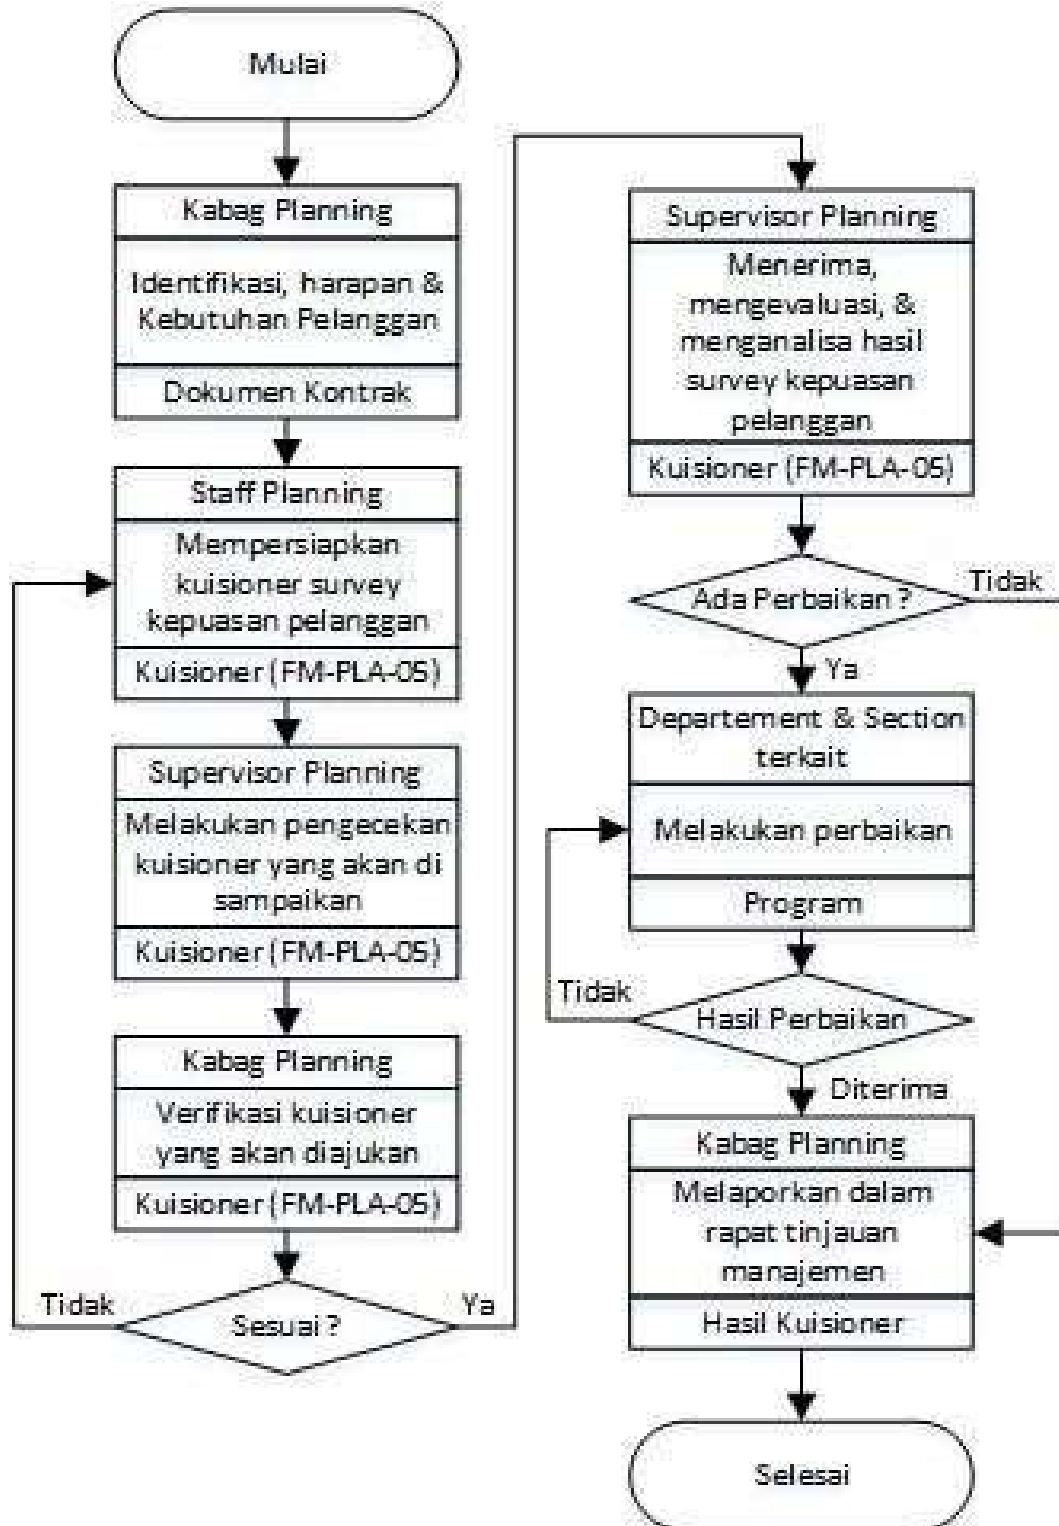 Mulai
Kabag Planning
Identifikasi, harapan &
Kebutuhan Pelanggan
Dokumen Kontrak
Staff Planning
Mempersiapkan
kuisioner survey
kepuasan pelanggan
Kuisioner (FM-PLA-05)
Supervisor Planning
Melakukan pengecekan
kuisioner yang akan di
sampaikan
Kuisioner (FM-PLA-05)
Kabag Planning
Verifikasi kuisioner
yang akan diajukan
Kuisioner (FM-PLA-05)
Tidak
Sesuai ?
Ya
Supervisor Planning
Menerima,
mengevaluasi, &
menganalisa hasil
survey kepuasan
pelanggan
Kuisioner (FM-PLA-05)
Ada Perbaikan ?
Tidak
Ya
Departement & Section
terkait
Melakukan perbaikan
Program
Tidak
Hasil Perbaikan
Diterima
Kabag Planning
Melaporkan dalam
rapat tinjauan
manajemen
Hasil Kuisioner
Selesai